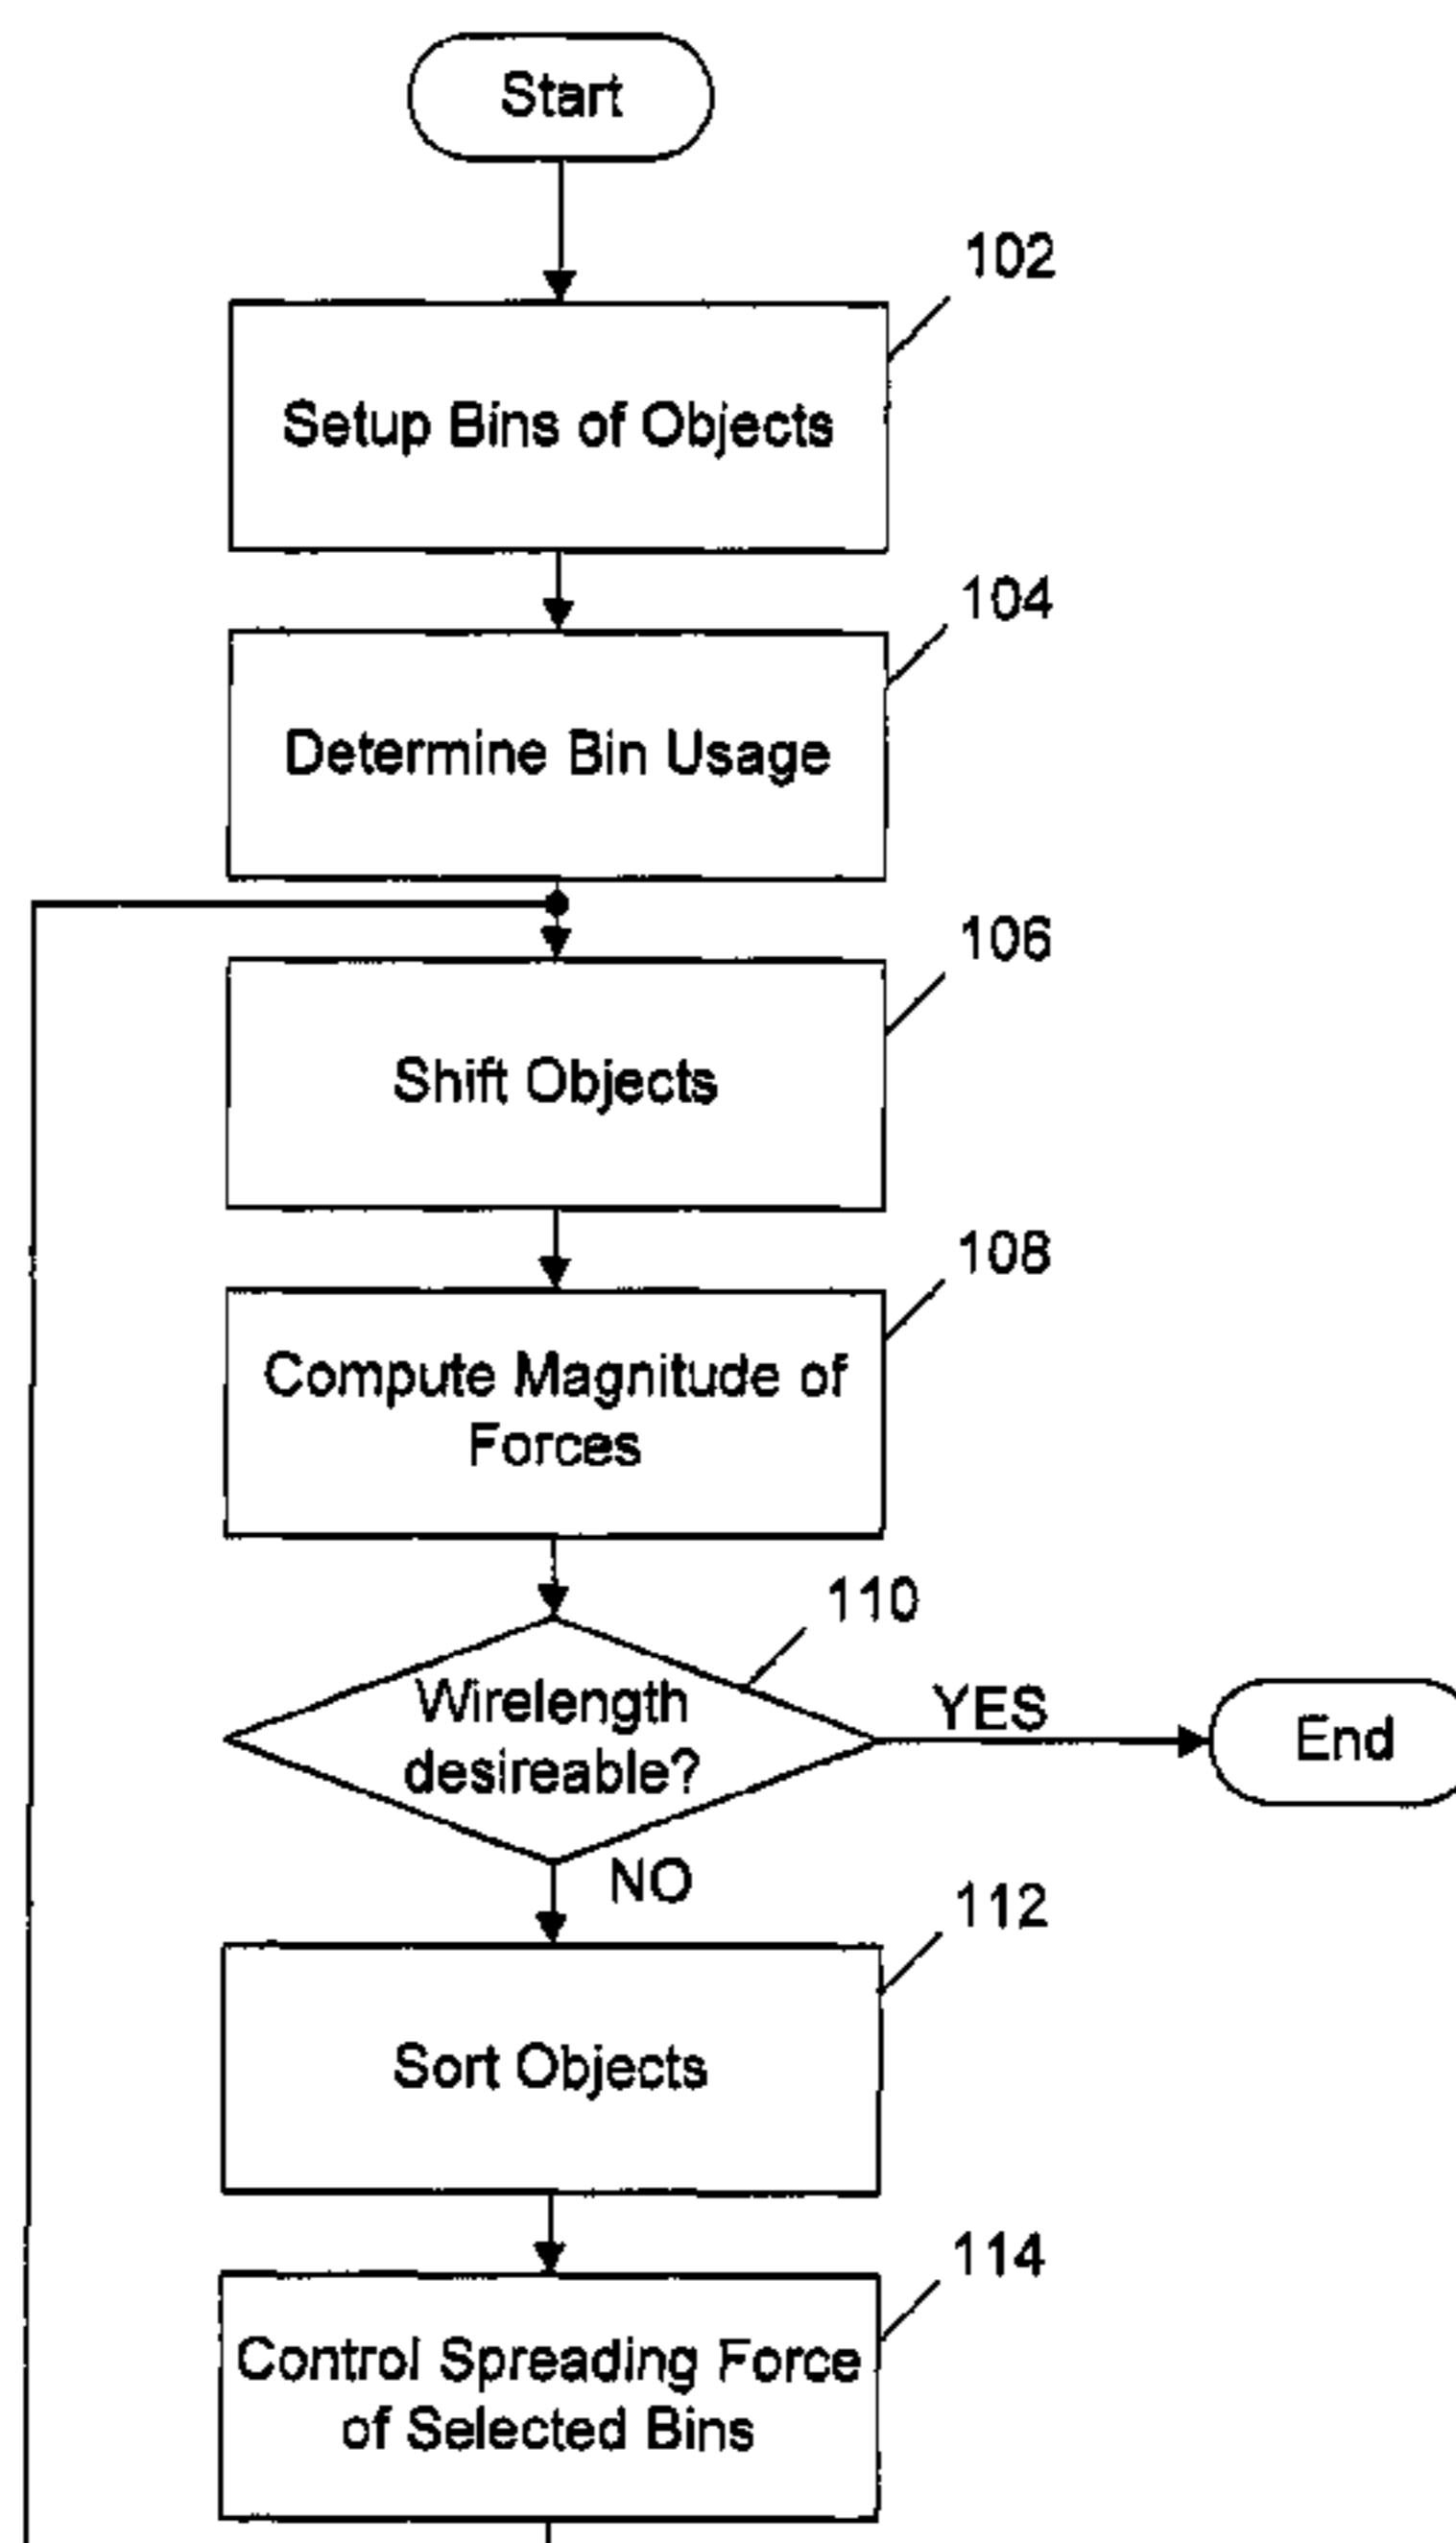 Start
102
Setup Bins of Objects
104
Determine Bin Usage
106
Shift Objects
108
Compute Magnitude of
Forces
110
Wirelength
desireable?
YES
End
NO
112
Sort Objects
114
Control Spreading Force
of Selected Bins